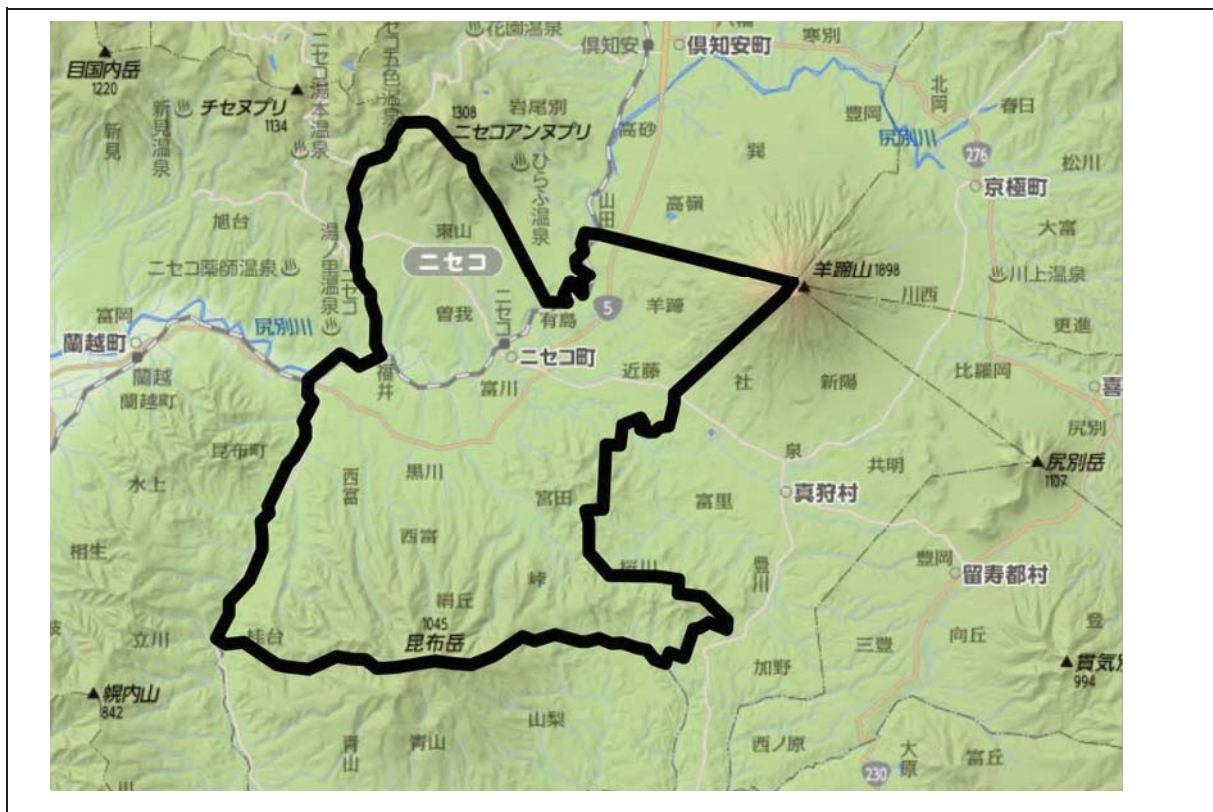 八幡
寒別
倶知安
倶知安町
花園温泉
ニセコ五色温泉
ニセコ湯本温泉
目国内岳
1220
チセヌプリ
1134
新見温泉
新見
岩尾別
1308
ニセコアンヌプリ
高砂
豊岡
北岡
春日
尻別川
276
松川
巽
京極町
ひらふ温泉
山田
高嶺
大富
旭台
東山
湯ノ里温泉
ニセコ
ニセコ薬師温泉
ニセコ
羊蹄山 1898
川上温泉
川西
更進
富岡
尻別川
曽我
ニセコ
有島
5
羊蹄
蘭越町
ニセコ町
蘭越
蘭越町
福井
富川
近藤
社
新陽
比羅岡
喜
尻別
昆布町
水上
西富
黒川
宮田
富里
泉
共明
尻別岳
1107
真狩村
相生
西富
桜川
豊川
豊岡
留寿都村
峠
絹丘
1045
昆布岳
立川
桂台
三豊
向丘
登
加野
貫気別
994
幌内山
842
山梨
青山
青山
西ノ原
大原
富丘
230
川